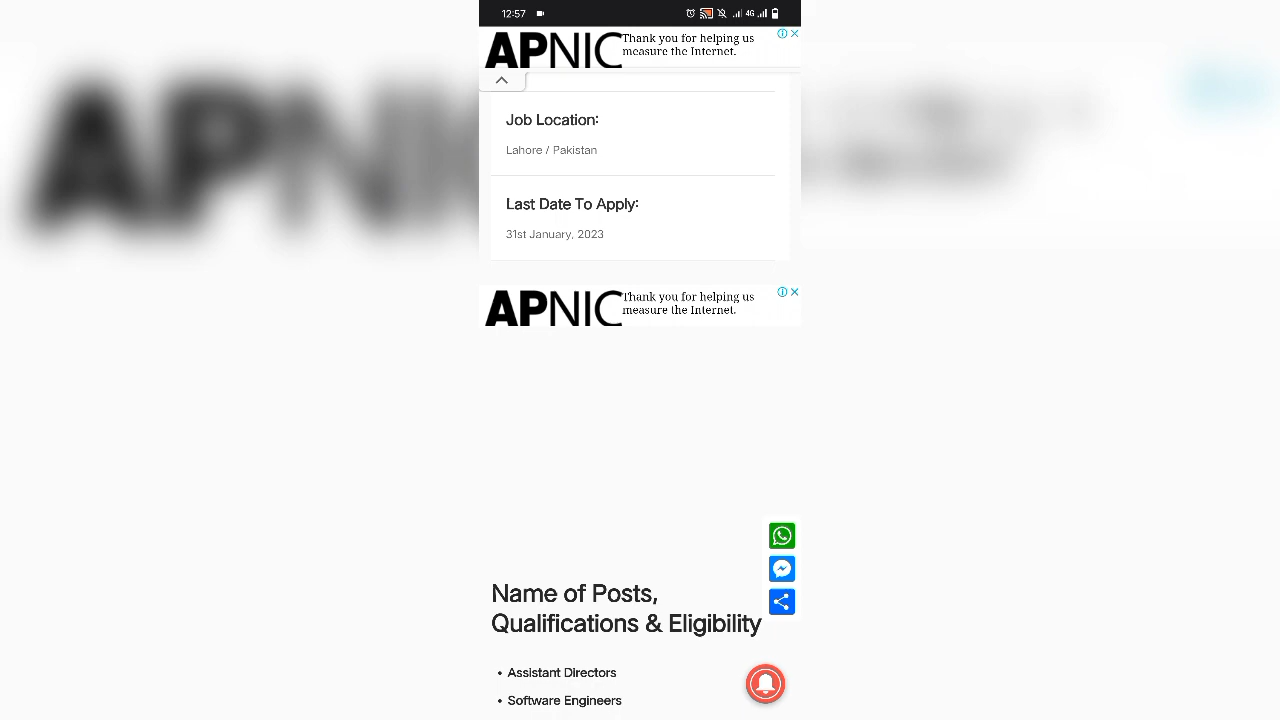 12:57
4G
APNIC
Thank you for helping us
measure the Internet.
Job Location:
Lahore / Pakistan
Last Date To Apply:
31st January, 2023
APNIC
Thank you for helping us
measure the Internet.
Name of Posts,
Qualifications & Eligibility
• Assistant Directors
• Software Engineers